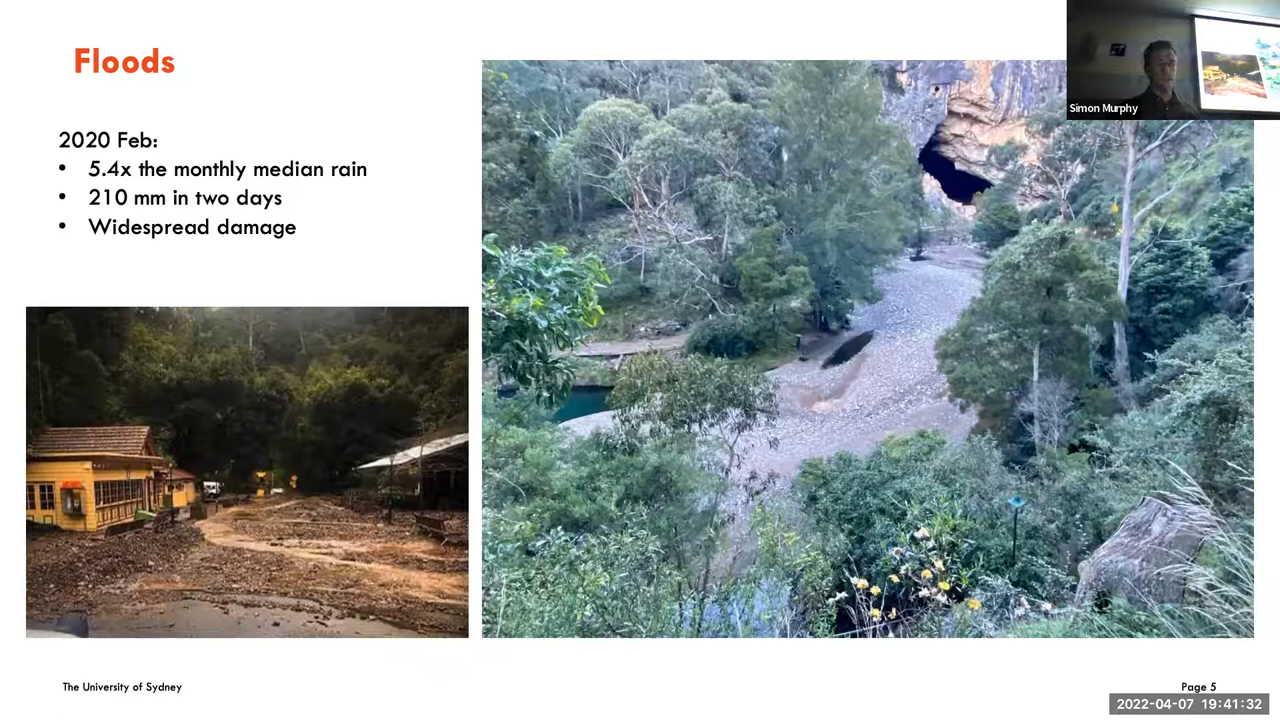 Floods
Simon Murphy
2020 Feb:
• 5.4x the monthly median rain
• 210 mm in two days
• Widespread damage
The University of Sydney
Page 5
2022-04-07 19:41:32